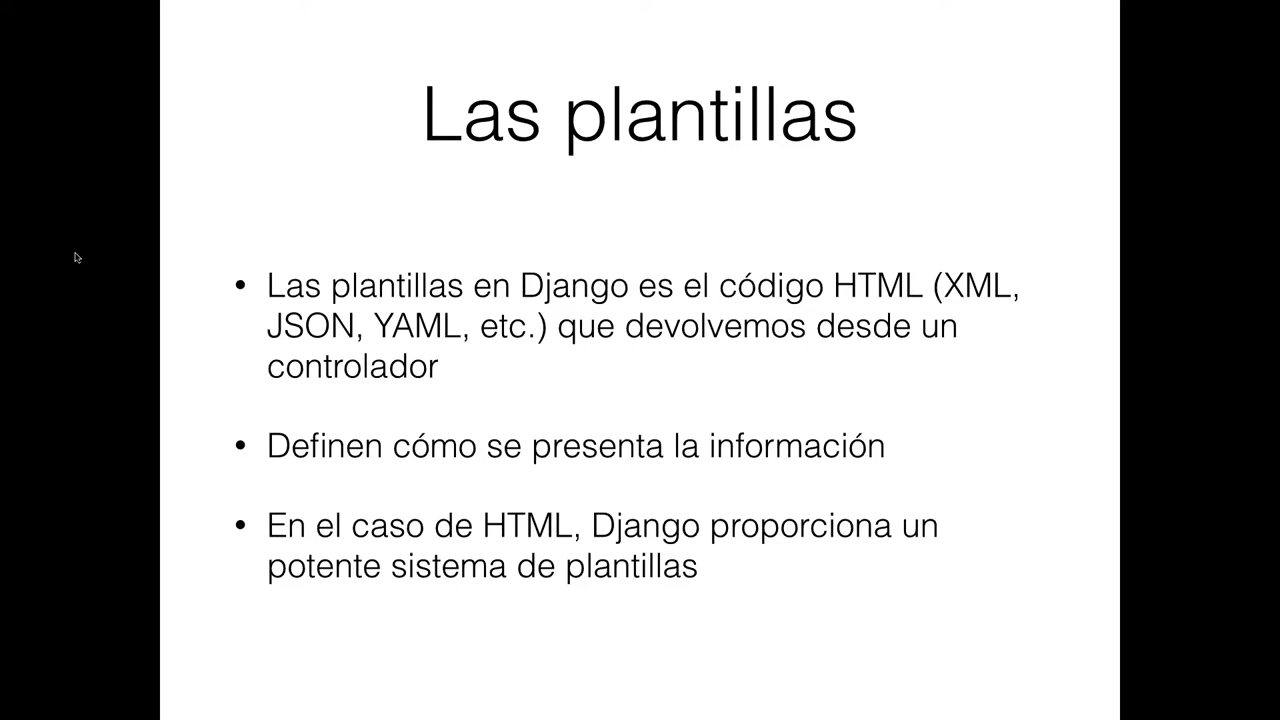 Las plantillas
• Las plantillas en Django es el código HTML (XML,
JSON, YAML, etc.) que devolvemos desde un
controlador
• Definen cómo se presenta la información
• En el caso de HTML, Django proporciona un
potente sistema de plantillas